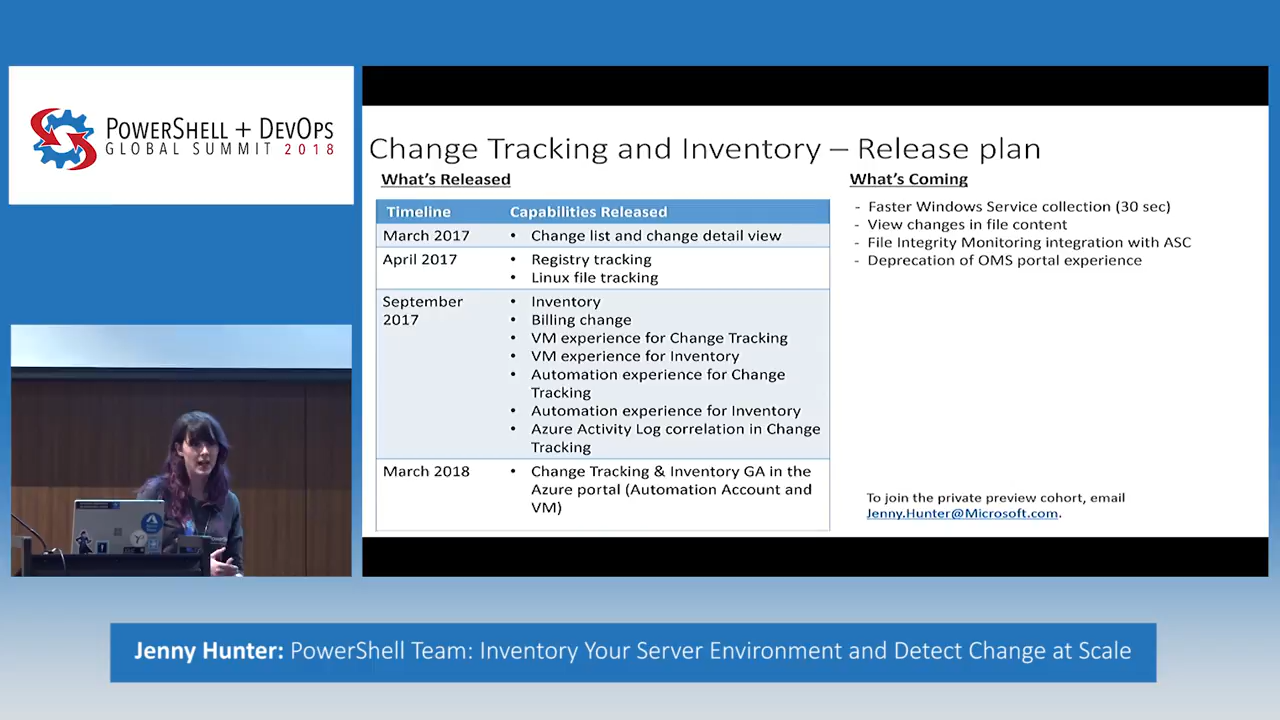 POWERSHELL + DEVOPS
GLOBAL SUMMIT 2018
Change Tracking and Inventory – Release plan
What's Released
Timeline Capabilities Released
March 2017 • Change list and change detail view
April 2017 • Registry tracking
• Linux file tracking
September 2017 • Inventory
• Billing change
• VM experience for Change Tracking
• VM experience for Inventory
• Automation experience for Change
Tracking
• Automation experience for Inventory
• Azure Activity Log correlation in Change
Tracking
March 2018 • Change Tracking & Inventory GA in the
Azure portal (Automation Account and
VM)
What's Coming
- Faster Windows Service collection (30 sec)
- View changes in file content
- File Integrity Monitoring integration with ASC
- Deprecation of OMS portal experience
To join the private preview cohort, email
Jenny.Hunter@Microsoft.com.
Jenny Hunter: PowerShell Team: Inventory Your Server Environment and Detect Change at Scale